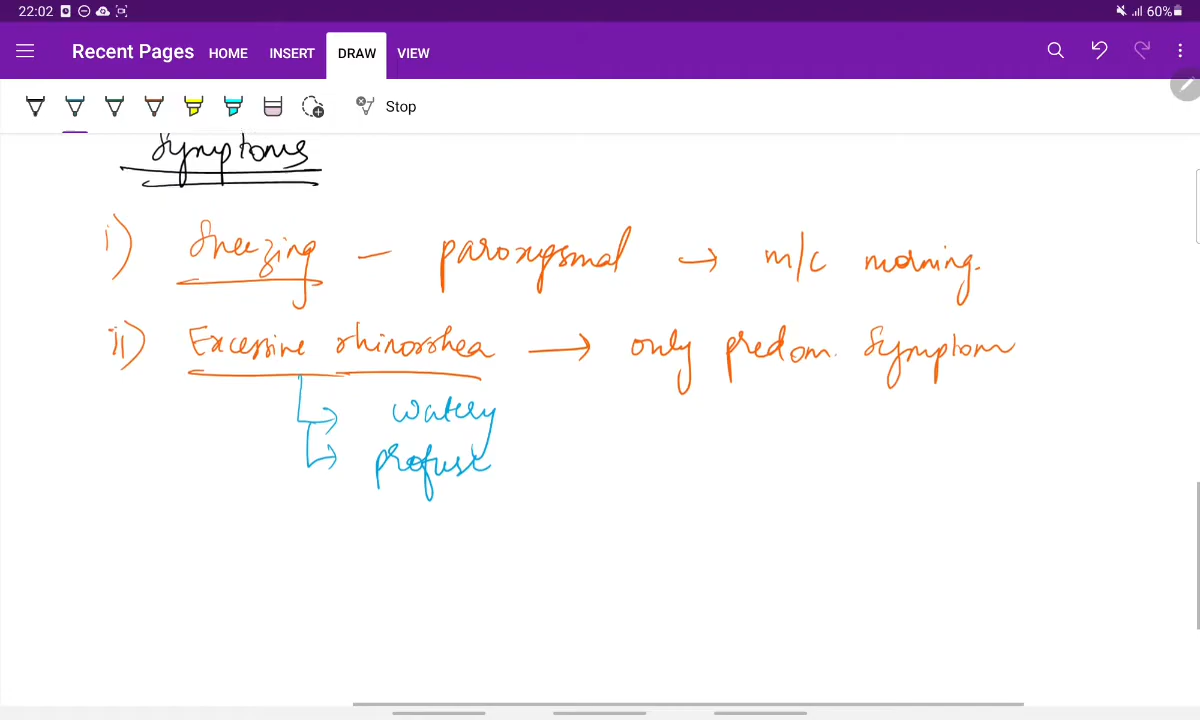 22:02 60%
Recent Pages HOME INSERT DRAW VIEW
Stop
Symptoms
i) Sneezing - paroxysmal → m/c morning.
ii) Excessive rhinorrhea → only predom. symptom
→ watery
→ profuse